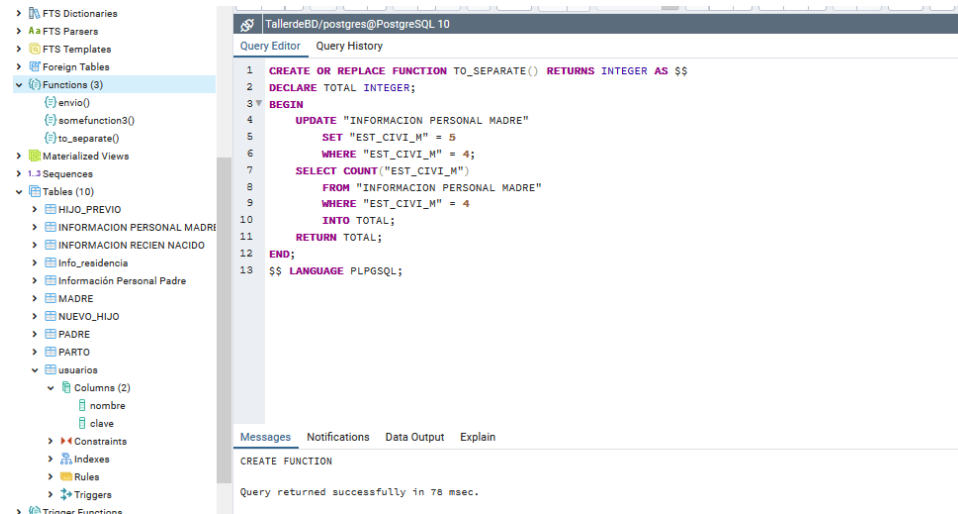 FTS Dictionaries
FTS Parsers
FTS Templates
Foreign Tables
Functions (3)
envio()
somefunction3()
to_separate()
Materialized Views
1..3 Sequences
Tables (10)
HIJO_PREVIO
INFORMACION PERSONAL MADRE
INFORMACION RECIEN NACIDO
Info_residencia
Información Personal Padre
MADRE
NUEVO_HIJO
PADRE
PARTO
usuarios
Columns (2)
nombre
clave
Constraints
Indexes
Rules
Triggers
Trigger Functions
TallerdeBD/postgres@PostgreSQL 10
Query Editor Query History
1 CREATE OR REPLACE FUNCTION TO_SEPARATE() RETURNS INTEGER AS $$
2 DECLARE TOTAL INTEGER;
3 BEGIN
4 UPDATE "INFORMACION PERSONAL MADRE"
5 SET "EST_CIVI_M" = 5
6 WHERE "EST_CIVI_M" = 4;
7 SELECT COUNT("EST_CIVI_M")
8 FROM "INFORMACION PERSONAL MADRE"
9 WHERE "EST_CIVI_M" = 4
10 INTO TOTAL;
11 RETURN TOTAL;
12 END;
13 $$ LANGUAGE PLPGSQL;
Messages Notifications Data Output Explain
CREATE FUNCTION
Query returned successfully in 78 msec.